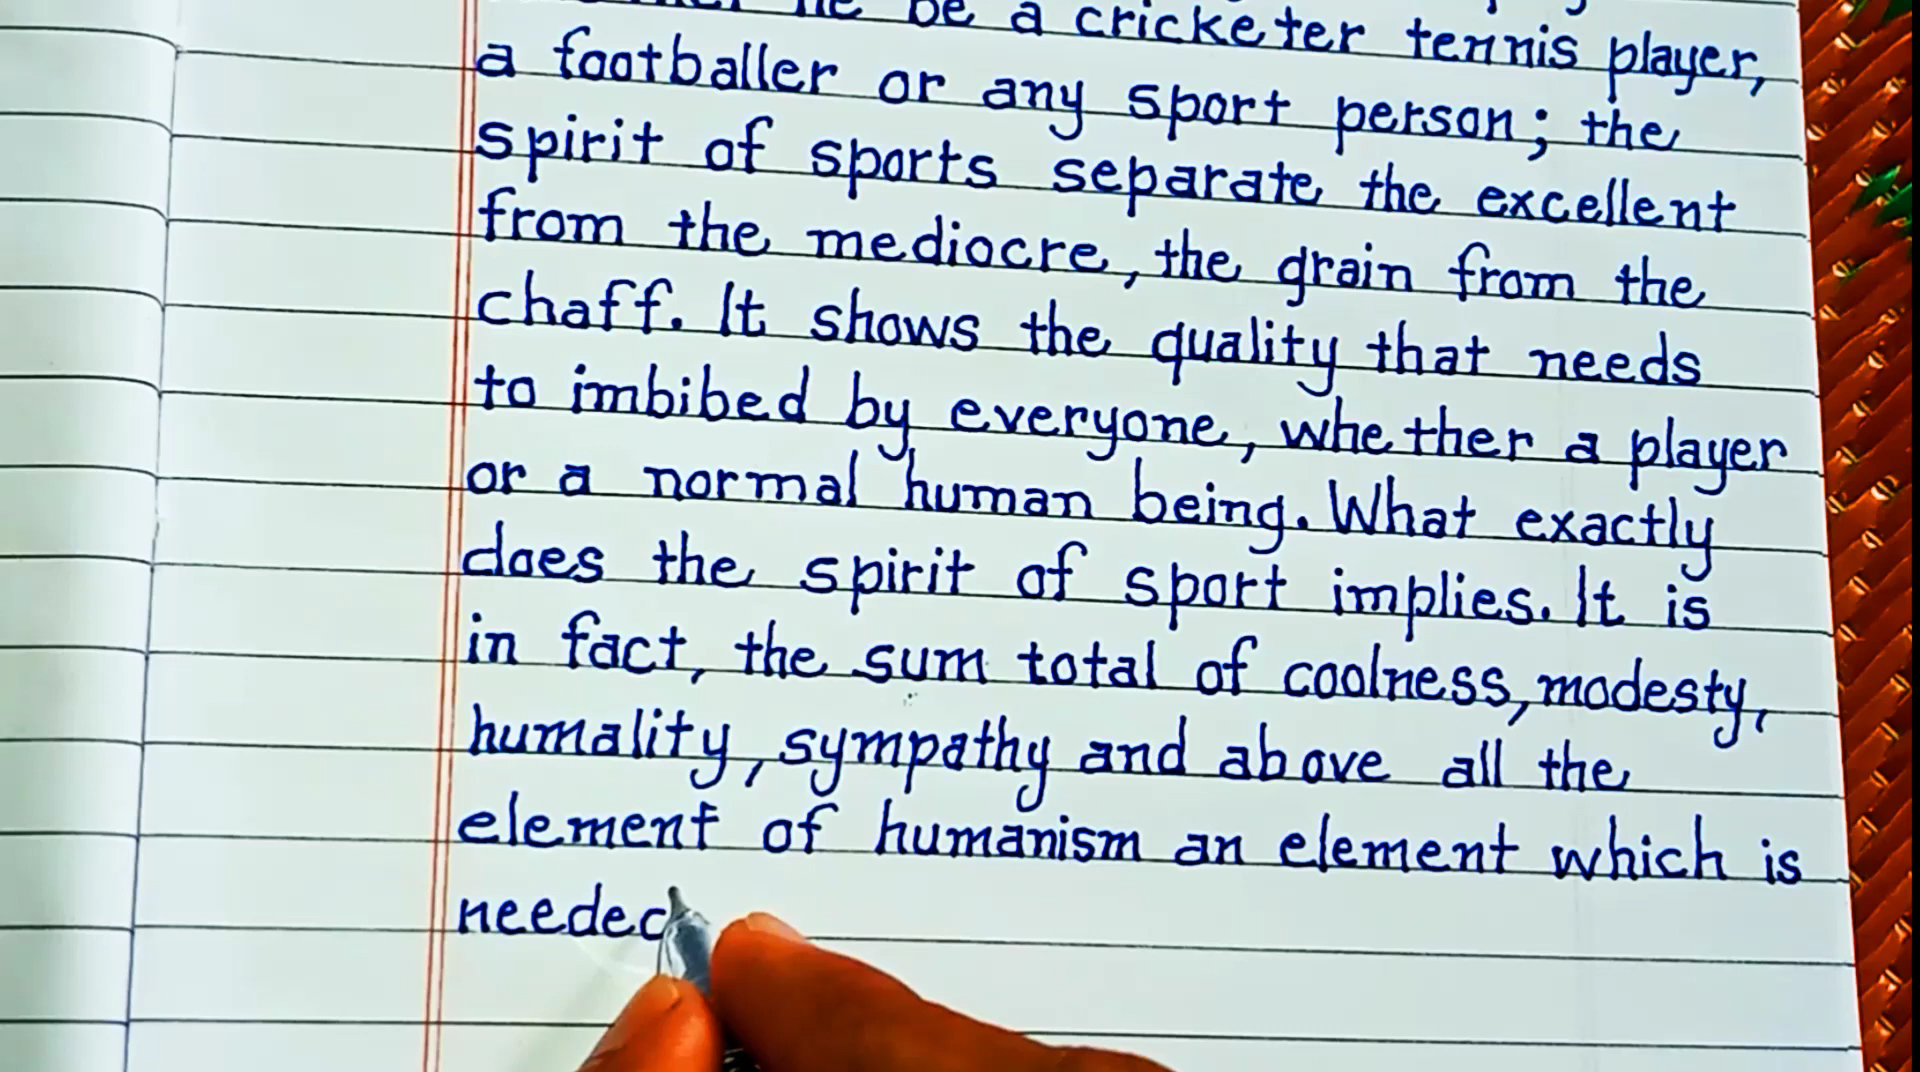 he be a cricketer tennis player,
a footballer or any sport person; the
spirit of sports separate the excellent
from the mediocre, the grain from the
chaff. It shows the quality that needs
to imbibed by everyone, whether a player
or a normal human being. What exactly
does the spirit of sport implies. It is
in fact, the sum total of coolness, modesty,
humality, sympathy and above all the
element of humanism an element which is
needed